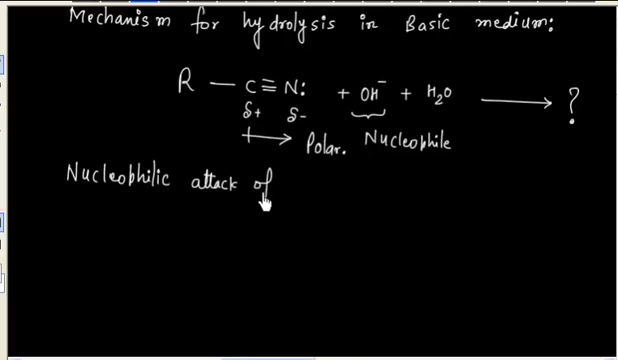 Mechanism for hydrolysis in Basic medium:
R — C ≡ N: + OH⁻ + H₂O ⟶ ?
δ+ δ-
Polar. Nucleophile
Nucleophilic attack of